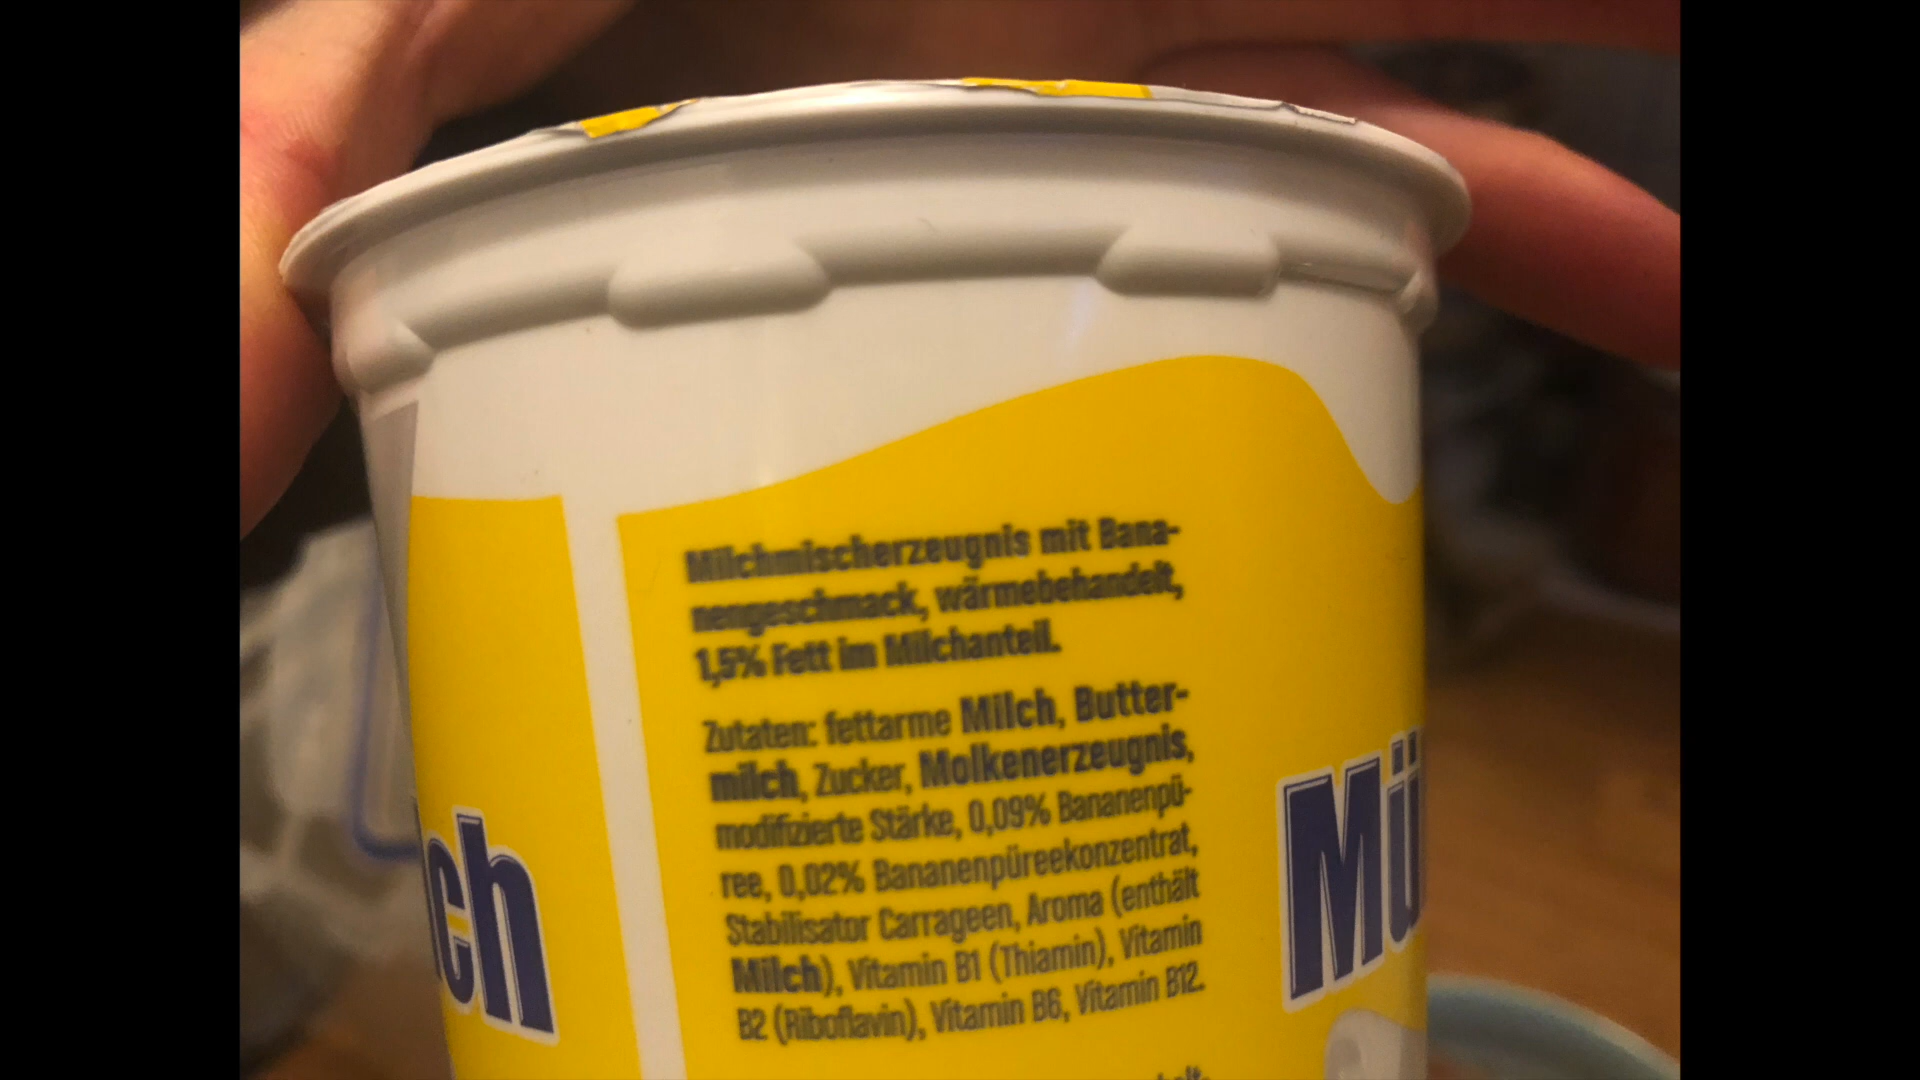 Milchmischerzeugnis mit Bana-
nengeschmack, wärmebehandelt,
1,5% Fett im Milchanteil.
Zutaten: fettarme Milch, Butter-
milch, Zucker, Molkenerzeugnis,
modifizierte Stärke, 0,09% Bananenpü-
ree, 0,02% Bananenpüreekonzentrat,
Stabilisator Carrageen, Aroma (enthält
Milch), Vitamin B1 (Thiamin), Vitamin
B2 (Riboflavin), Vitamin B6, Vitamin B12.
ch
Mü